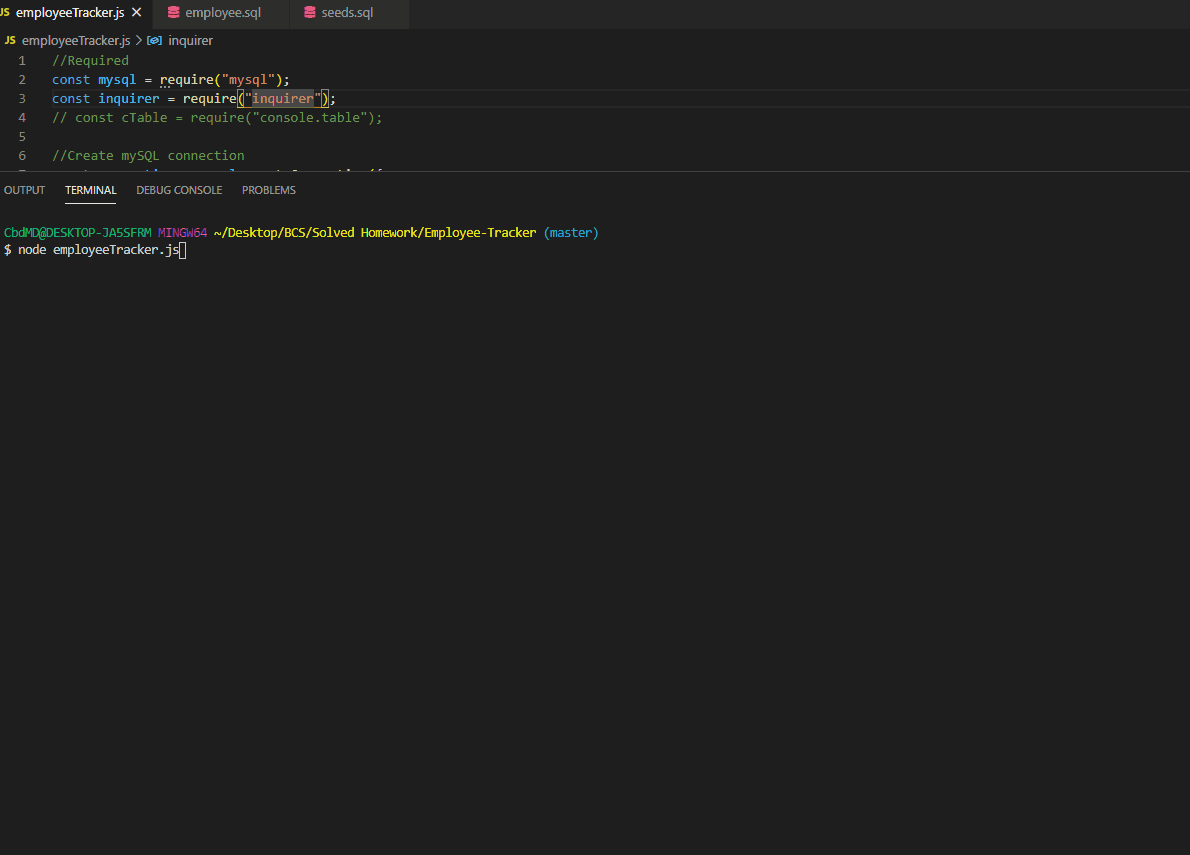 JS employeeTracker.js × employee.sql seeds.sql
JS employeeTracker.js > inquirer
1 //Required
2 const mysql = require("mysql");
3 const inquirer = require("inquirer");
4 // const cTable = require("console.table");
5
6 //Create mySQL connection
OUTPUT TERMINAL DEBUG CONSOLE PROBLEMS
CbdMD@DESKTOP-JA5SFRM MINGW64 ~/Desktop/BCS/Solved Homework/Employee-Tracker (master)
$ node employeeTracker.js